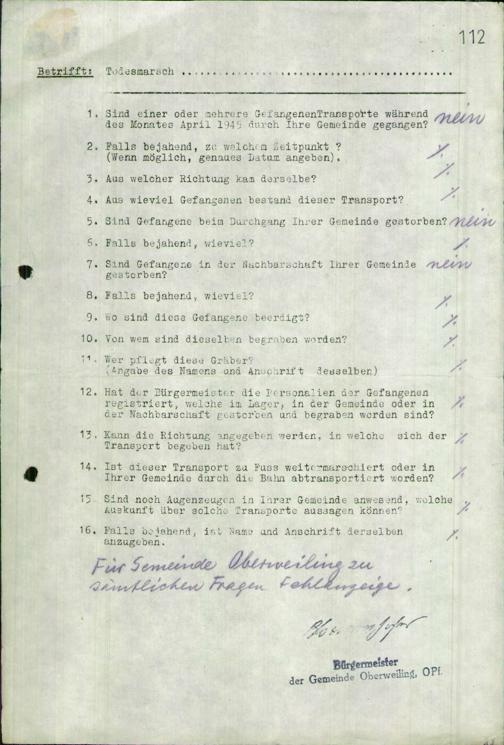 112
Betrifft: Todesmarsch ........................................
1. Sind einer oder mehrere GefangenenTransporte während nein
des Monates April 1945 durch Ihre Gemeinde gegangen?
2. Falls bejahend, zu welchem Zeitpunkt ? ./.
(Wenn möglich, genaues Datum angeben).
3. Aus welcher Richtung kam derselbe? ./.
4. Aus wieviel Gefangenen bestand dieser Transport? ./.
5. Sind Gefangene beim Durchgang Ihrer Gemeinde gestorben? nein
6. Falls bejahend, wieviel? ./.
7. Sind Gefangene in der Nachbarschaft Ihrer Gemeinde nein
gestorben?
8. Falls bejahend, wieviel? ./.
9. Wo sind diese Gefangene beerdigt? ./.
10. Von wem sind dieselben begraben worden? ./.
11. Wer pflegt diese Gräber? ./.
(Angabe des Namens und Anschrift desselben)
12. Hat der Bürgermeister die Personalien der Gefangenen
registriert, welche im Lager, in der Gemeinde oder in ./.
der Nachbarschaft gestorben und begraben worden sind?
13. Kann die Richtung angegeben werden, in welche sich der ./.
Transport begeben hat?
14. Ist dieser Transport zu Fuss weitermarschiert oder in ./.
Ihrer Gemeinde durch die Bahn abtransportiert worden?
15. Sind noch Augenzeugen in Ihrer Gemeinde anwesend, welche ./.
Auskunft über solche Transporte aussagen können?
16. Falls bejahend, ist Name und Anschrift derselben ./.
anzugeben.
Für Gemeinde Oberweiling zu
sämtlichen Fragen Fehlanzeige.
Bürgermeister
der Gemeinde Oberweiling, OPf.